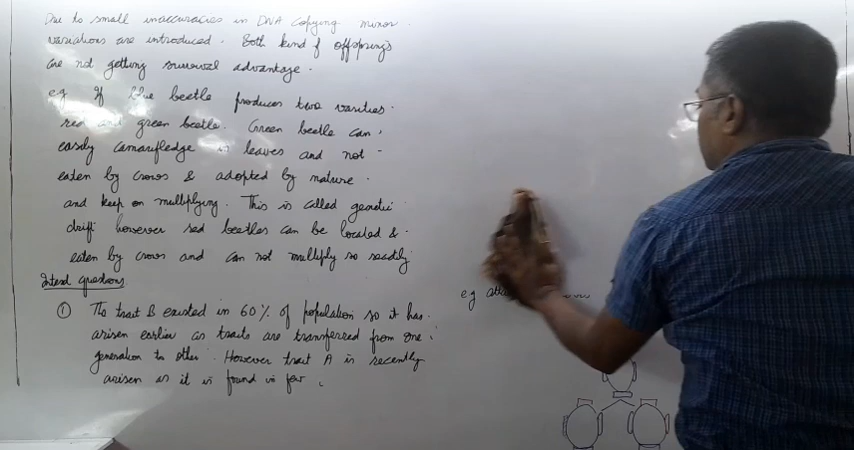 Due to small inaccuracies in DNA copying minor
variations are introduced. Both kind of offsprings
are not getting survival advantage.
e.g If blue beetle produces two varities.
red and green beetle. Green beetle can
easily camarifledge in leaves and not
eaten by crows & adopted by nature.
and keep on multiplying. This is called genetic
drift however red beetles can be located &
eaten by crows and can not multiply so readily
Intext questions
① The trait B existed in 60% of population so it has
arisen earlier as traits are transferred from one
generation to other. However trait A is recently
arisen as it is found in few.
eg